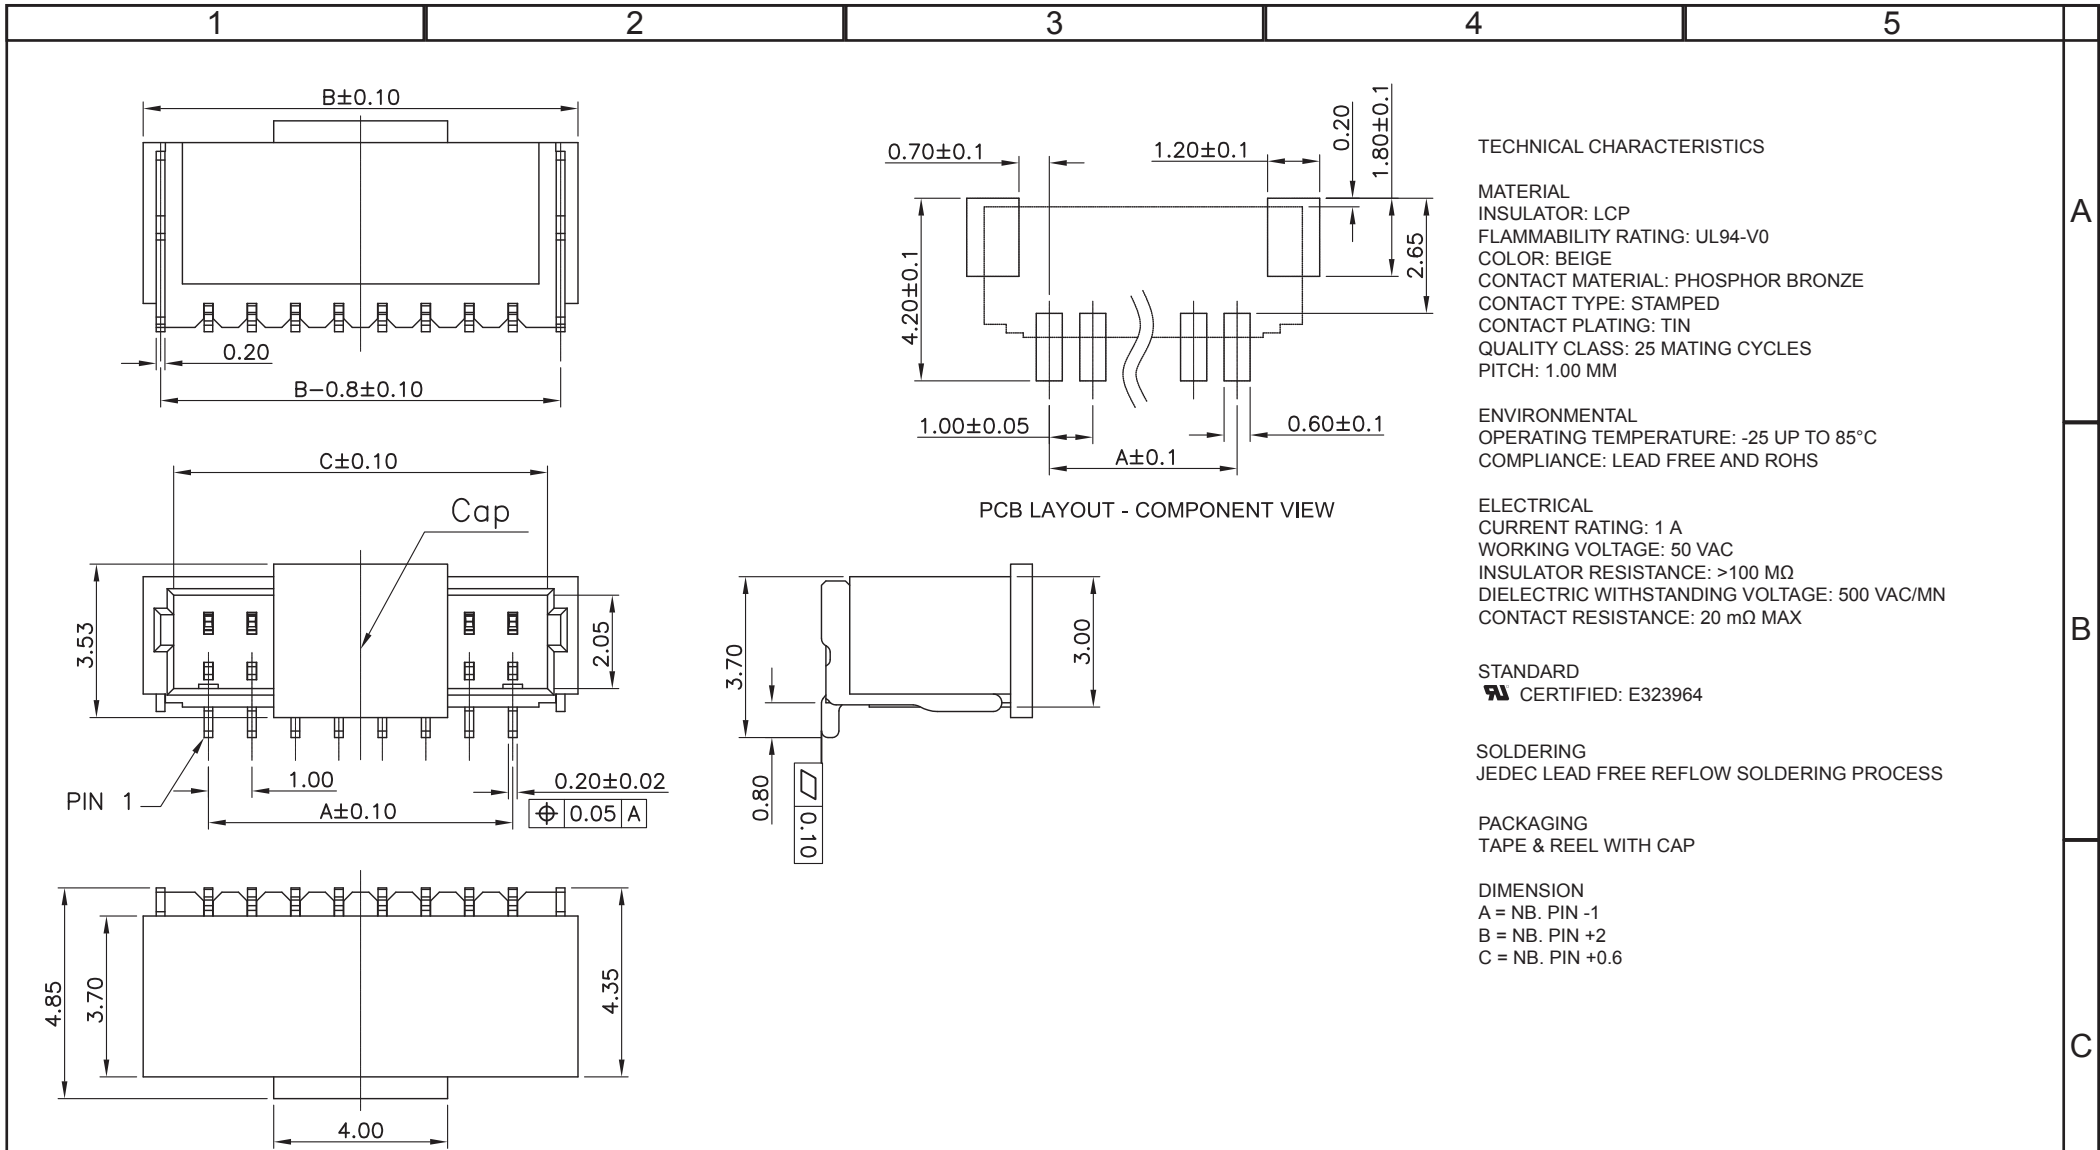 1 2 3 4 5
A
B
C
B±0.10
0.20
B−0.8±0.10
0.70±0.1
1.20±0.1
0.20
1.80±0.1
4.20±0.1
2.65
1.00±0.05
0.60±0.1
A±0.1
PCB LAYOUT - COMPONENT VIEW
C±0.10
Cap
3.53
2.05
PIN 1
1.00
0.20±0.02
A±0.10
0.05 A
3.70
3.00
0.80
0.10
4.85
3.70
4.35
4.00
TECHNICAL CHARACTERISTICS
MATERIAL
INSULATOR: LCP
FLAMMABILITY RATING: UL94-V0
COLOR: BEIGE
CONTACT MATERIAL: PHOSPHOR BRONZE
CONTACT TYPE: STAMPED
CONTACT PLATING: TIN
QUALITY CLASS: 25 MATING CYCLES
PITCH: 1.00 MM
ENVIRONMENTAL
OPERATING TEMPERATURE: -25 UP TO 85°C
COMPLIANCE: LEAD FREE AND ROHS
ELECTRICAL
CURRENT RATING: 1 A
WORKING VOLTAGE: 50 VAC
INSULATOR RESISTANCE: >100 MΩ
DIELECTRIC WITHSTANDING VOLTAGE: 500 VAC/MN
CONTACT RESISTANCE: 20 mΩ MAX
STANDARD
CERTIFIED: E323964
SOLDERING
JEDEC LEAD FREE REFLOW SOLDERING PROCESS
PACKAGING
TAPE & REEL WITH CAP
DIMENSION
A = NB. PIN -1
B = NB. PIN +2
C = NB. PIN +0.6